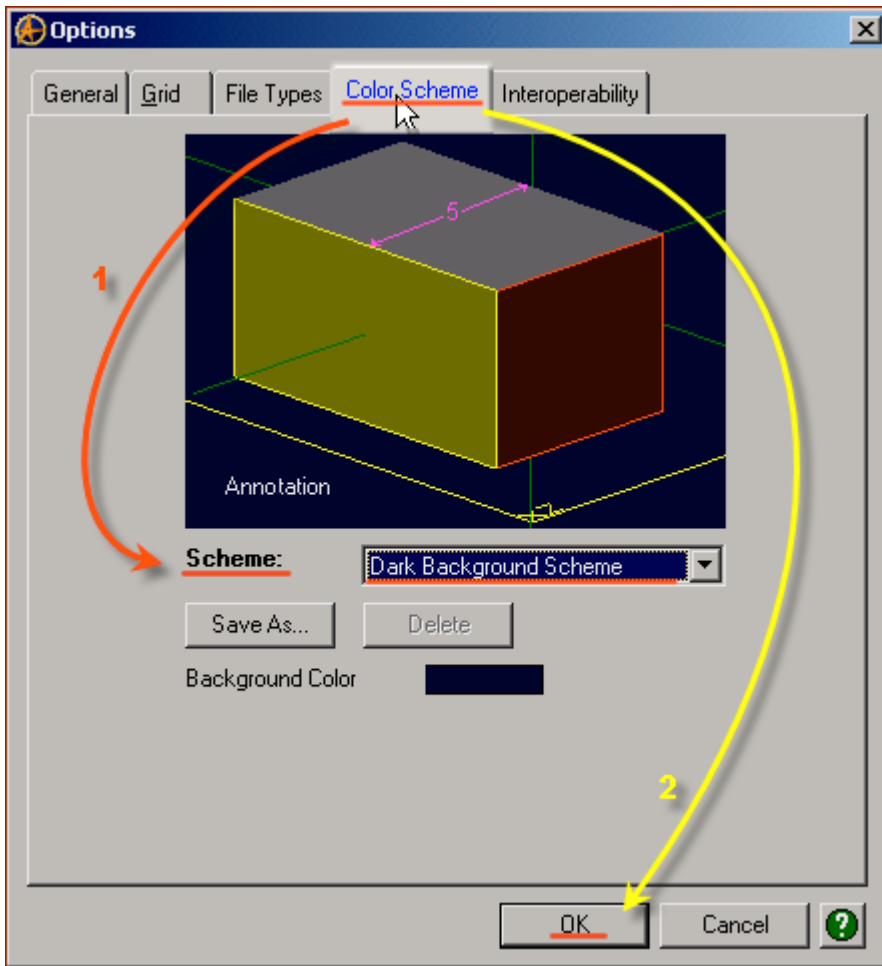 Options
General Grid File Types Color Scheme Interoperability
5
1
Annotation
Scheme: Dark Background Scheme
Save As... Delete
Background Color
2
OK Cancel ?